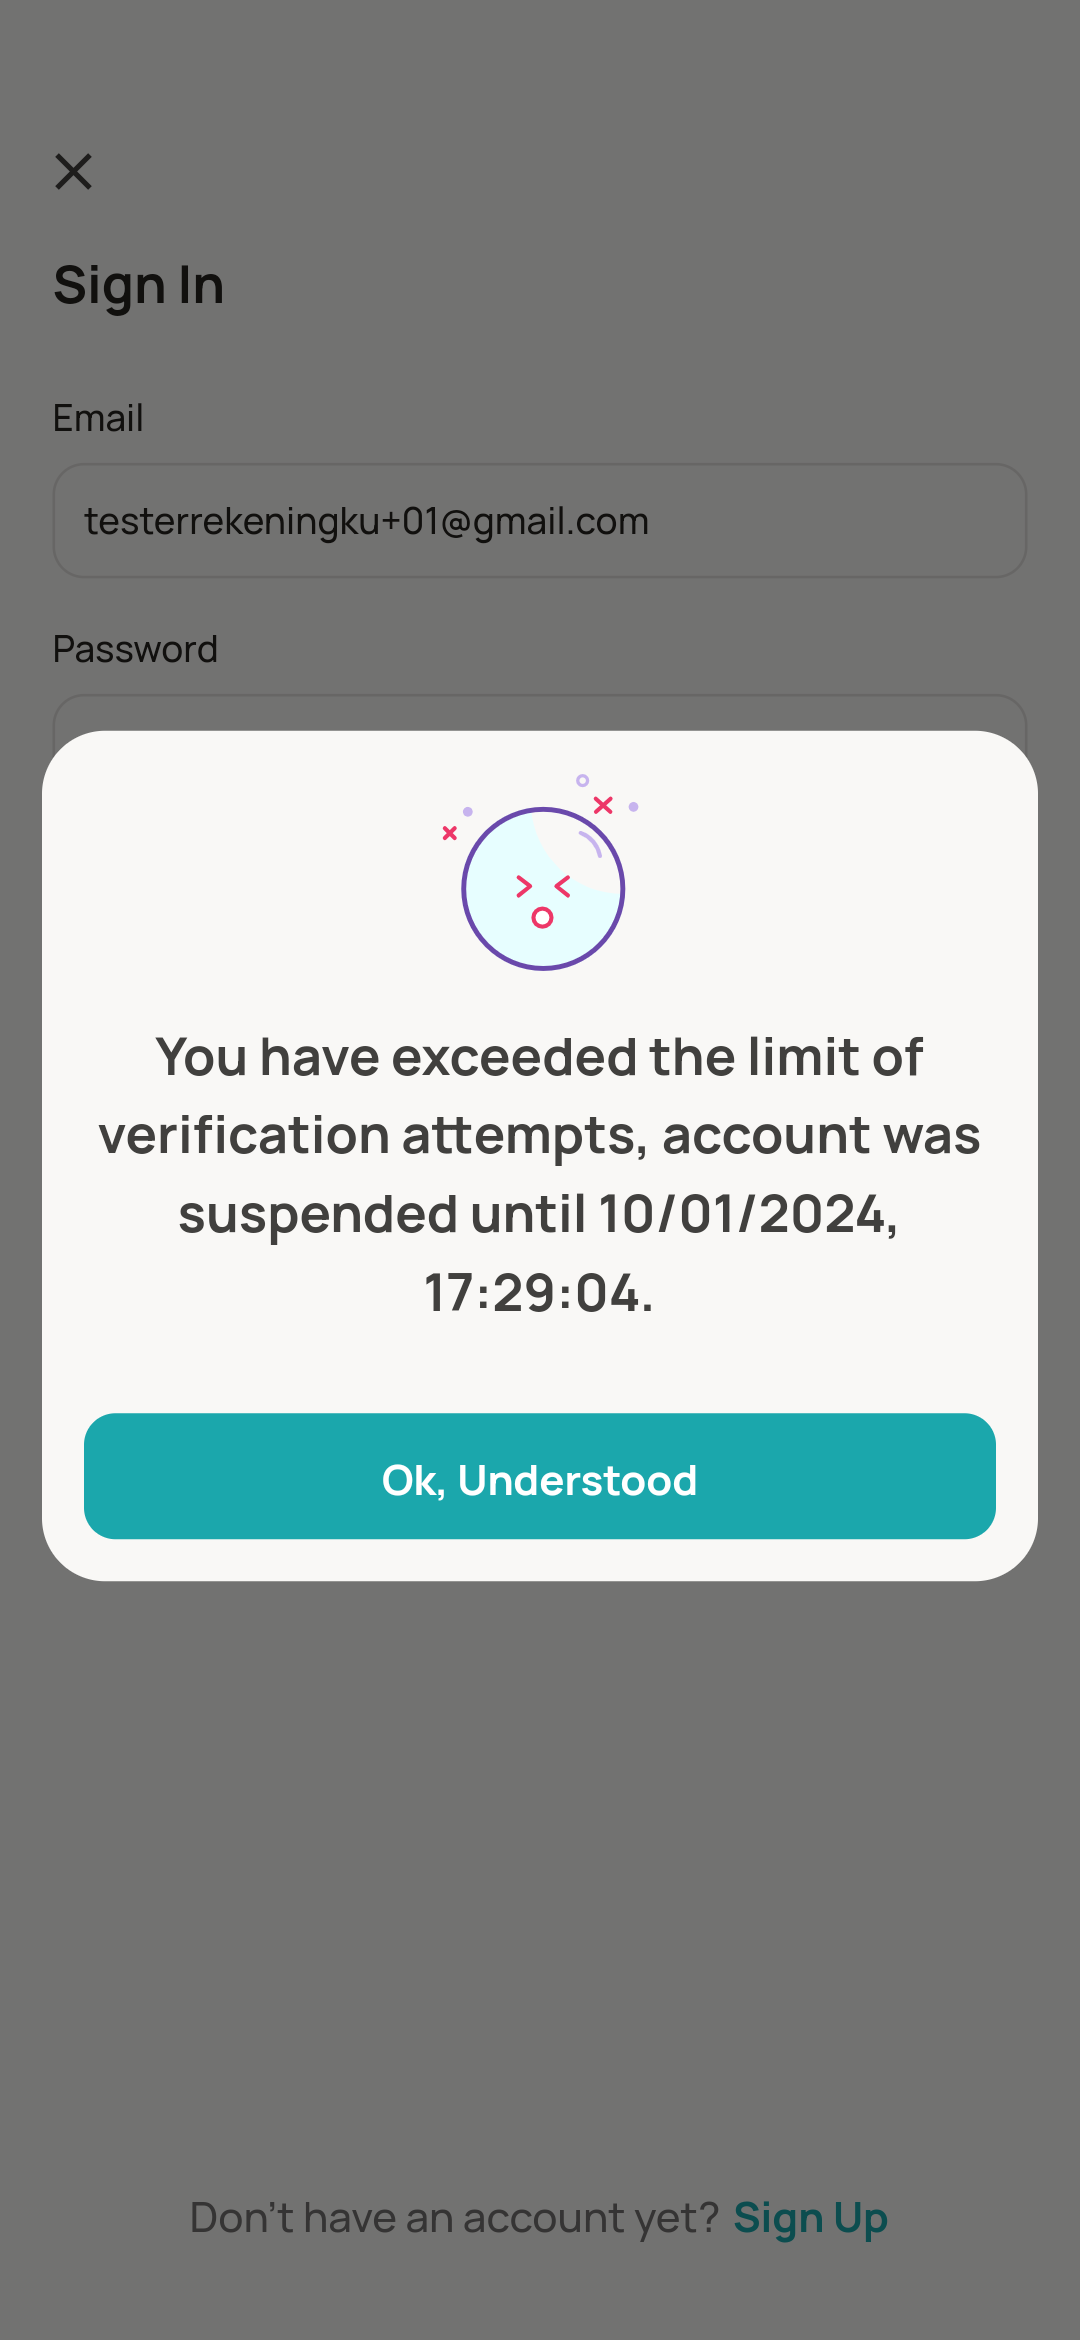 Sign In
Email
testerrekeningku+01@gmail.com
Password
You have exceeded the limit of
verification attempts, account was
suspended until 10/01/2024,
17:29:04.
Ok, Understood
Don't have an account yet? Sign Up